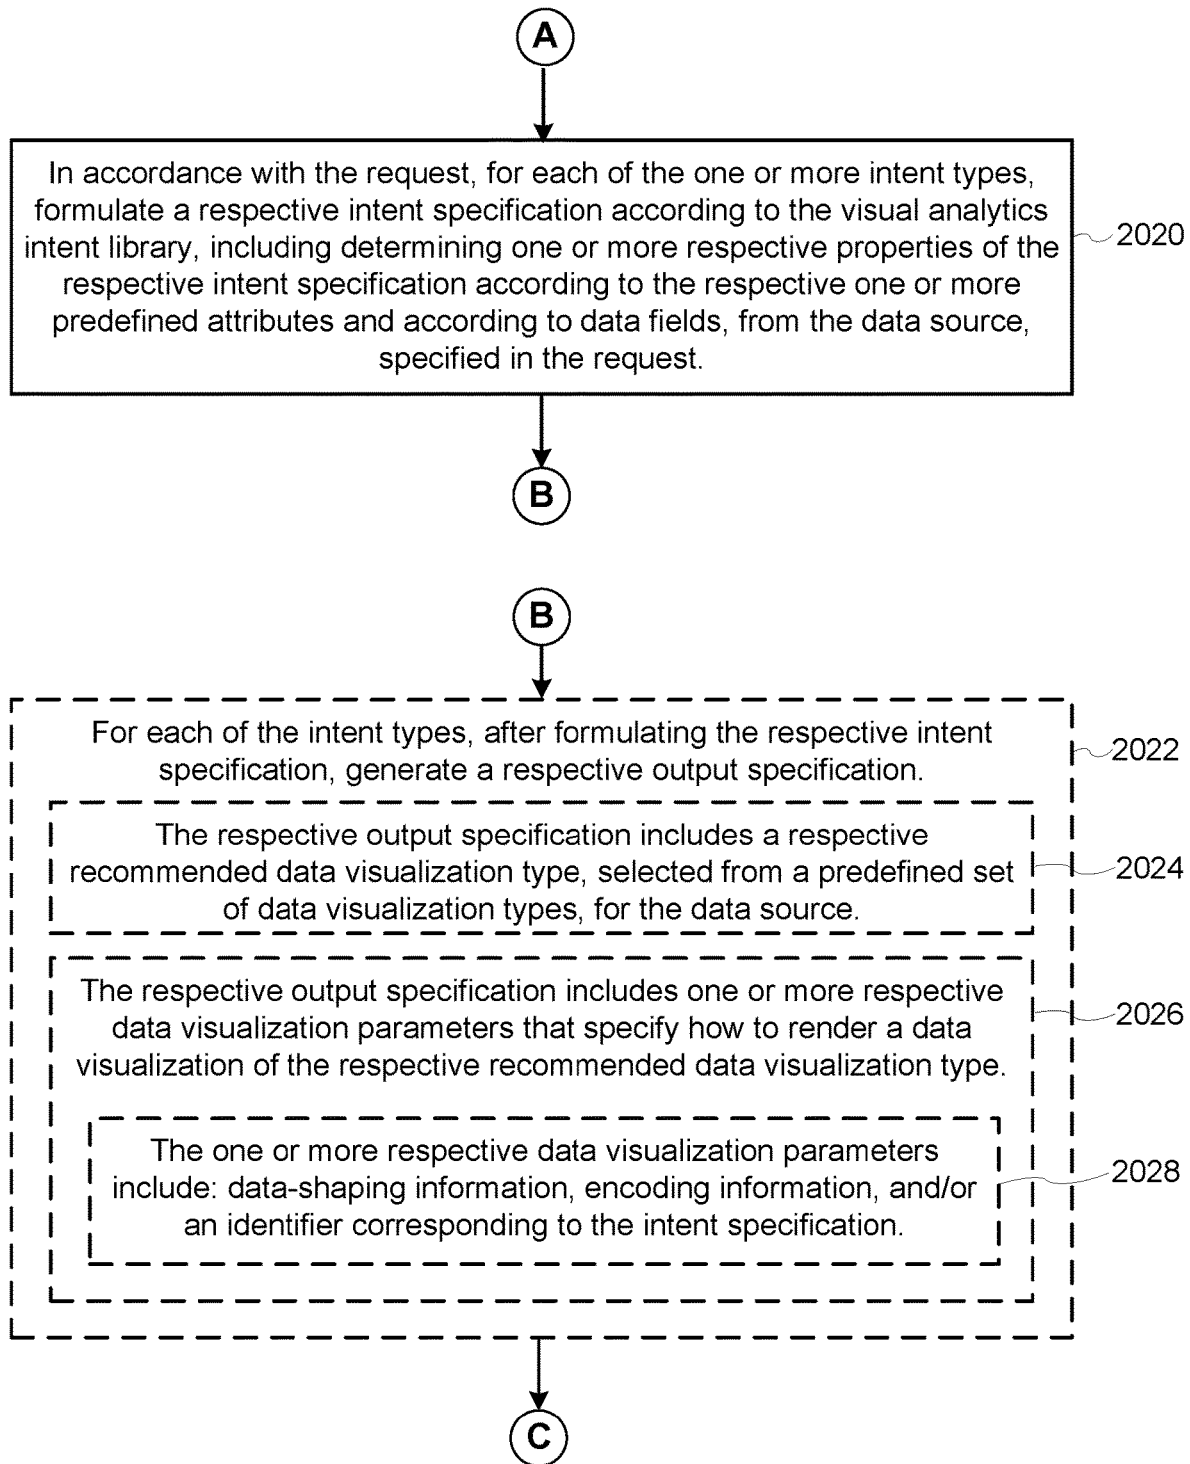 A
In accordance with the request, for each of the one or more intent types,
formulate a respective intent specification according to the visual analytics
intent library, including determining one or more respective properties of the
respective intent specification according to the respective one or more
predefined attributes and according to data fields, from the data source,
specified in the request.
2020
B
B
For each of the intent types, after formulating the respective intent
specification, generate a respective output specification.
2022
The respective output specification includes a respective
recommended data visualization type, selected from a predefined set
of data visualization types, for the data source.
2024
The respective output specification includes one or more respective
data visualization parameters that specify how to render a data
visualization of the respective recommended data visualization type.
2026
The one or more respective data visualization parameters
include: data-shaping information, encoding information, and/or
an identifier corresponding to the intent specification.
2028
C